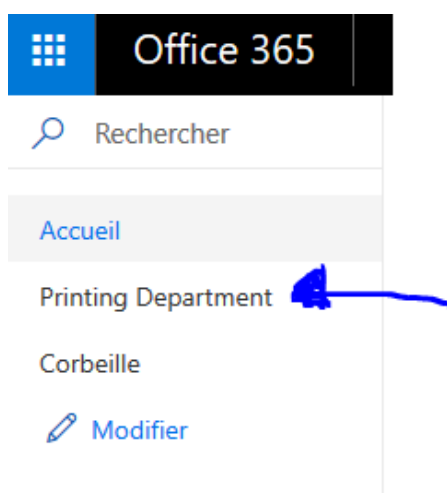 Office 365
Rechercher
Accueil
Printing Department
Corbeille
Modifier